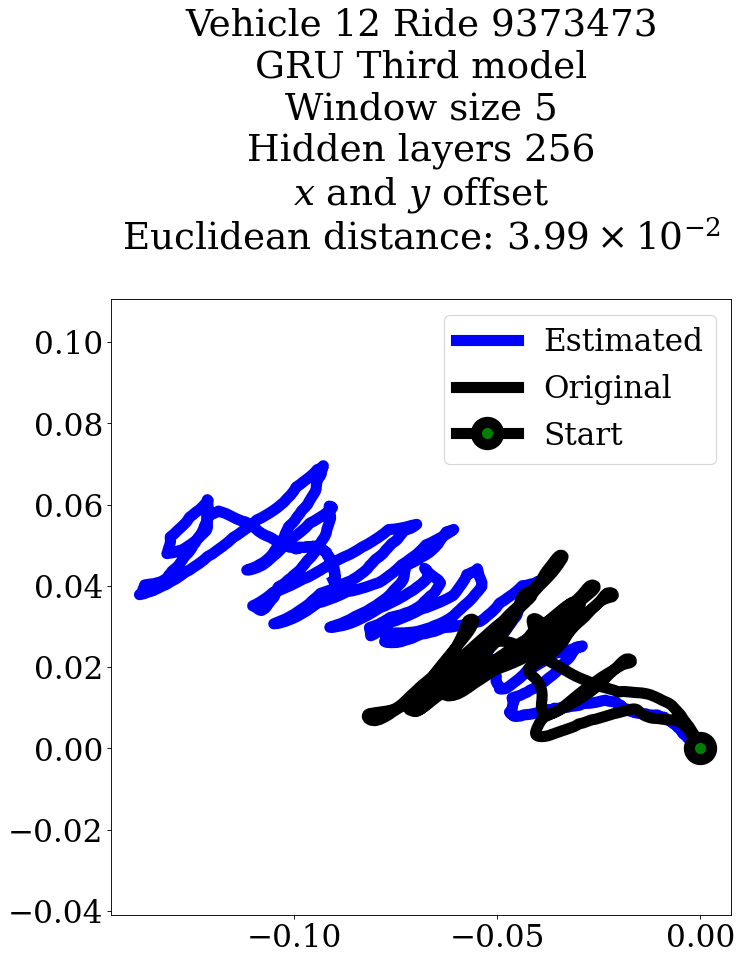 Vehicle 12 Ride 9373473
GRU Third model
Window size 5
Hidden layers 256
x and y offset
Euclidean distance: 3.99 × 10⁻²
Estimated
Original
Start
0.10
0.08
0.06
0.04
0.02
0.00
−0.02
−0.04
−0.10 −0.05 0.00